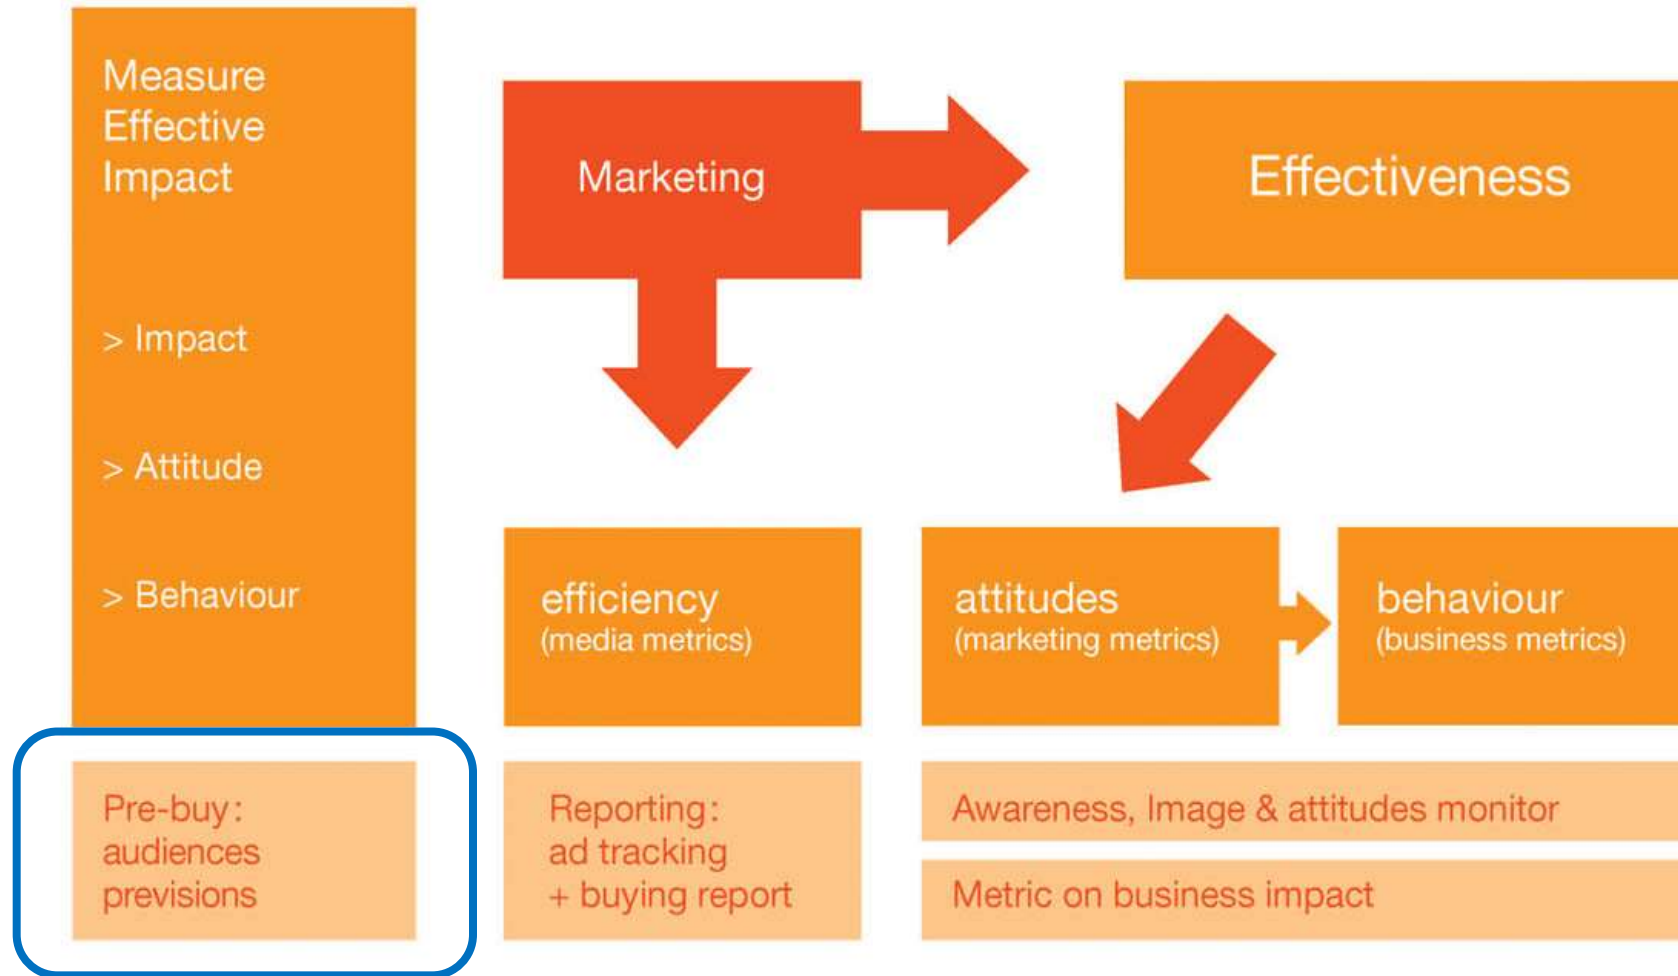 Measure
Effective
Impact
> Impact
> Attitude
> Behaviour
Marketing
Effectiveness
efficiency
(media metrics)
attitudes
(marketing metrics)
behaviour
(business metrics)
Pre-buy:
audiences
previsions
Reporting:
ad tracking
+ buying report
Awareness, Image & attitudes monitor
Metric on business impact